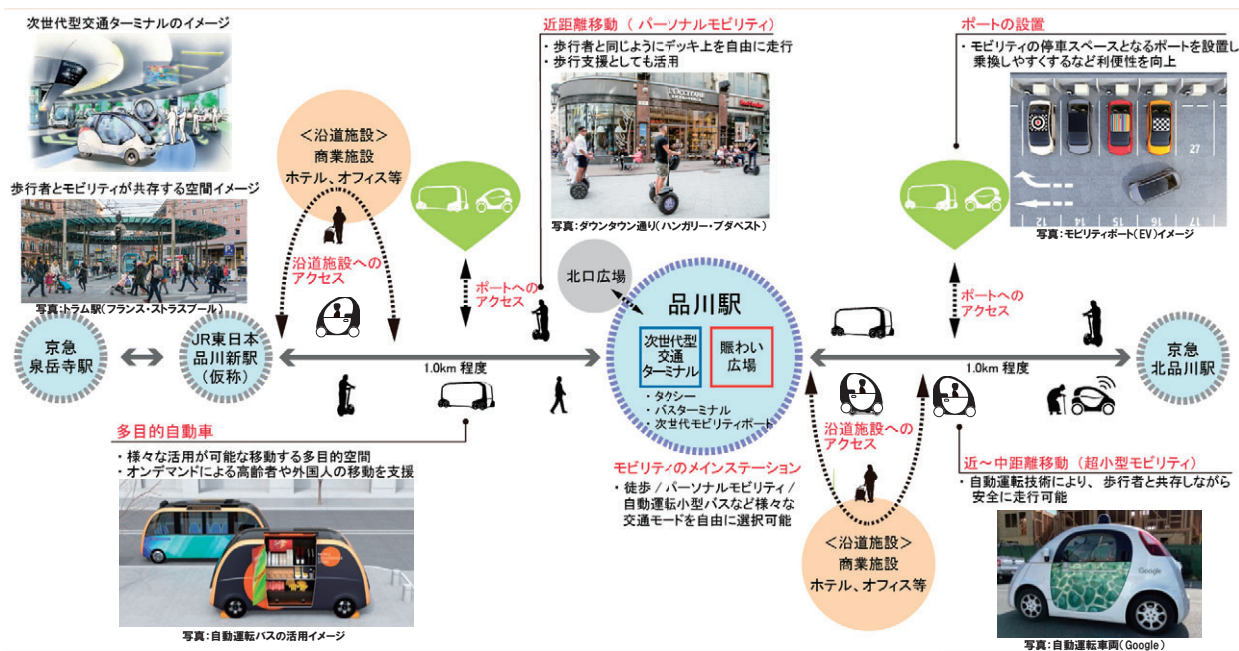 次世代型交通ターミナルのイメージ
歩行者とモビリティが共存する空間イメージ
写真:トラム駅(フランス・ストラスブール)
<沿道施設>
商業施設
ホテル、オフィス等
沿道施設への
アクセス
近距離移動(パーソナルモビリティ)
・歩行者と同じようにデッキ上を自由に走行
・歩行支援としても活用
L'OCCITANE
写真:ダウンタウン通り(ハンガリー・ブダペスト)
ポートの設置
・モビリティの停車スペースとなるポートを設置し
乗換しやすくするなど利便性を向上
27
12
14
15
16
17
写真:モビリティポート(EV)イメージ
ポートへの
アクセス
北口広場
ポートへの
アクセス
京急
泉岳寺駅
JR東日本
品川新駅
(仮称)
1.0km 程度
品川駅
次世代型
交通
ターミナル
賑わい
広場
・タクシー
・バスターミナル
・次世代モビリティポート
1.0km 程度
京急
北品川駅
多目的自動車
・様々な活用が可能な移動する多目的空間
・オンデマンドによる高齢者や外国人の移動を支援
写真:自動運転バスの活用イメージ
モビリティのメインステーション
・徒歩/パーソナルモビリティ/
自動運転小型バスなど様々な
交通モードを自由に選択可能
沿道施設への
アクセス
<沿道施設>
商業施設
ホテル、オフィス等
近~中距離移動(超小型モビリティ)
・自動運転技術により、歩行者と共存しながら
安全に走行可能
Google
写真:自動運転車両(Google)